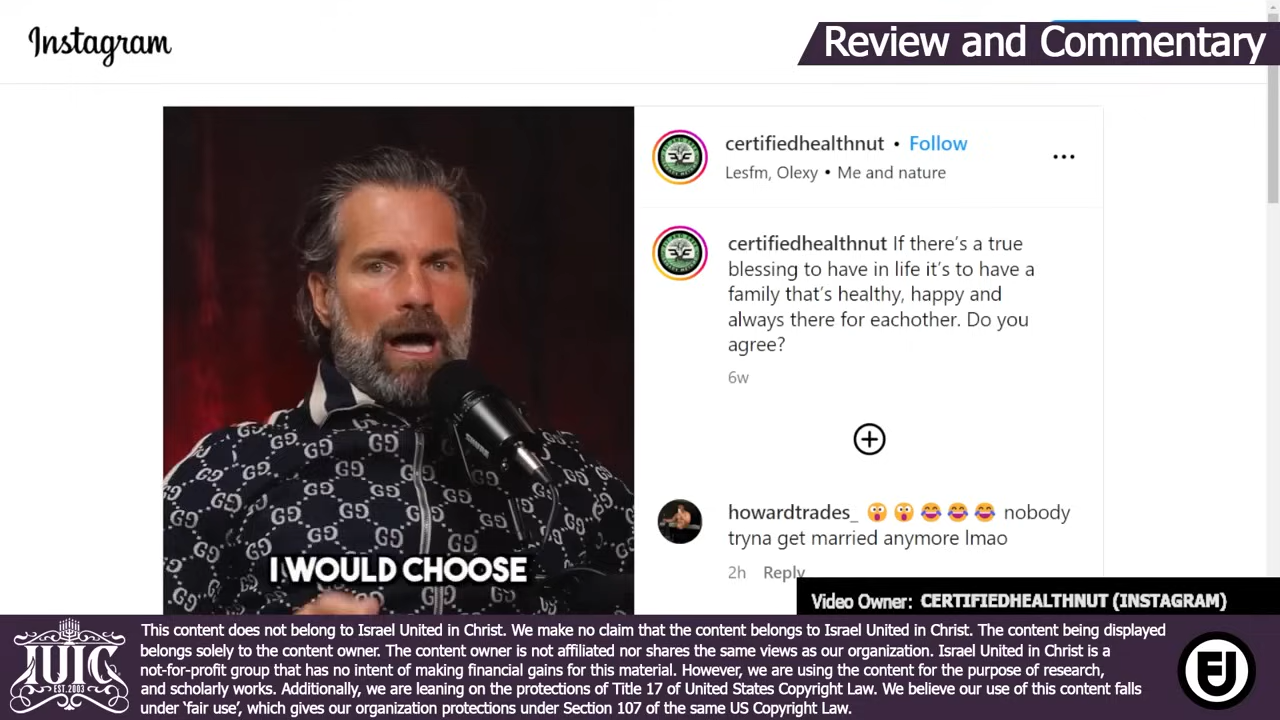 Instagram
Review and Commentary
certifiedhealthnut • Follow
Lesfm, Olexy • Me and nature
certifiedhealthnut If there's a true
blessing to have in life it's to have a
family that's healthy, happy and
always there for eachother. Do you
agree?
6w
howardtrades_ 😲 😲 😂 😂 😂 nobody
tryna get married anymore lmao
2h Reply
I WOULD CHOOSE
Video Owner: CERTIFIEDHEALTHNUT (INSTAGRAM)
IUIC
EST.2003
This content does not belong to Israel United in Christ. We make no claim that the content belongs to Israel United in Christ. The content being displayed
belongs solely to the content owner. The content owner is not affiliated nor shares the same views as our organization. Israel United in Christ is a
not-for-profit group that has no intent of making financial gains for this material. However, we are using the content for the purpose of research,
and scholarly works. Additionally, we are leaning on the protections of Title 17 of United States Copyright Law. We believe our use of this content falls
under 'fair use', which gives our organization protections under Section 107 of the same US Copyright Law.